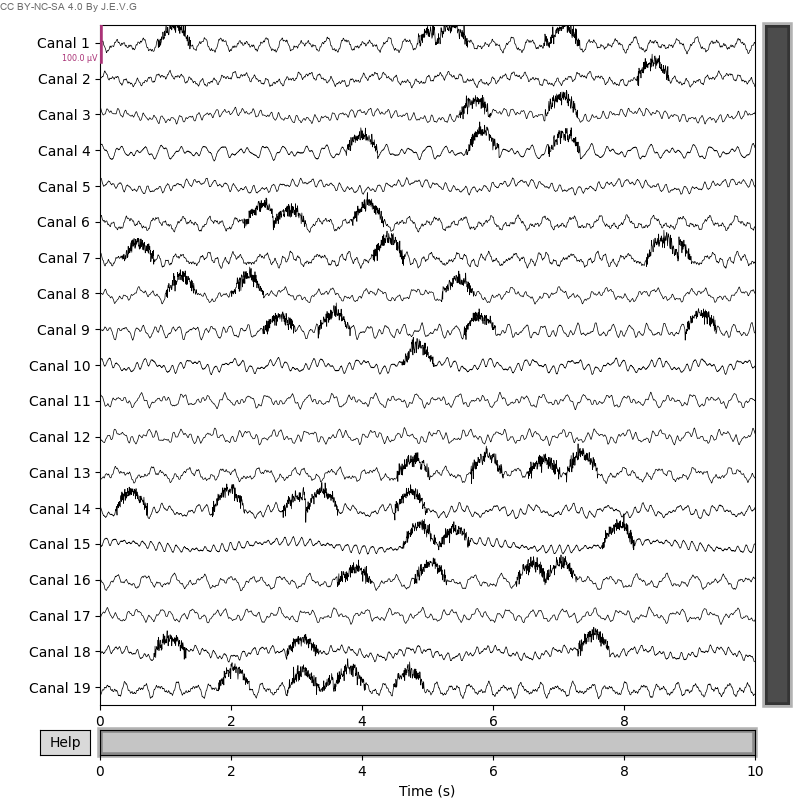 CC BY-NC-SA 4.0 By J.E.V.G
Canal 1
100.0 µV
Canal 2
Canal 3
Canal 4
Canal 5
Canal 6
Canal 7
Canal 8
Canal 9
Canal 10
Canal 11
Canal 12
Canal 13
Canal 14
Canal 15
Canal 16
Canal 17
Canal 18
Canal 19
0 2 4 6 8
Help
0 2 4 6 8 10
Time (s)